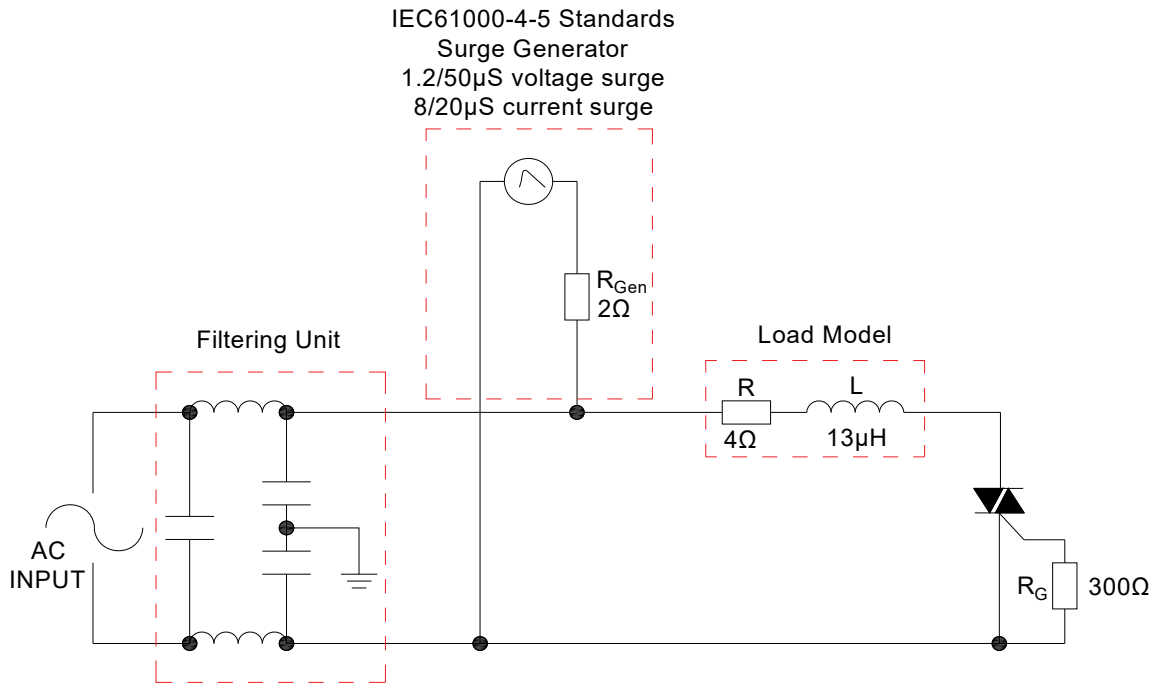 IEC61000-4-5 Standards
Surge Generator
1.2/50µS voltage surge
8/20µS current surge
RGen
2Ω
Filtering Unit
Load Model
R
L
4Ω
13µH
AC
INPUT
RG
300Ω